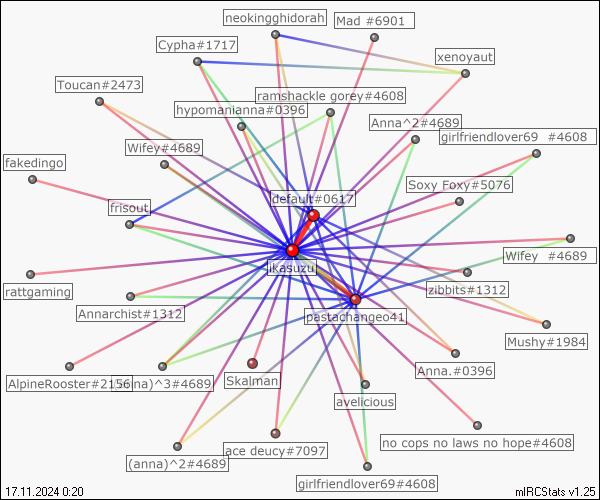 neokingghidorah
Mad #6901
Cypha#1717
xenoyaut
Toucan#2473
ramshackle gorey#4608
hypomanianna#0396
Anna^2#4689
girlfriendlover69 #4608
Wifey#4689
fakedingo
Soxy Foxy#5076
default#0617
frisout
Wifey #4689
ikasuzu
rattgaming
zibbts#1312
Annarchist#1312
pastachangeo41
Mushy#1984
Anna.#0396
AlpineRooster#2156
)^3#4689
Skalman
avelicious
no cops no laws no hope#4608
ace deucy#7097
(anna)^2#4689
girlfriendlover69#4608
17.11.2024 0:20
mIRCStats v1.25